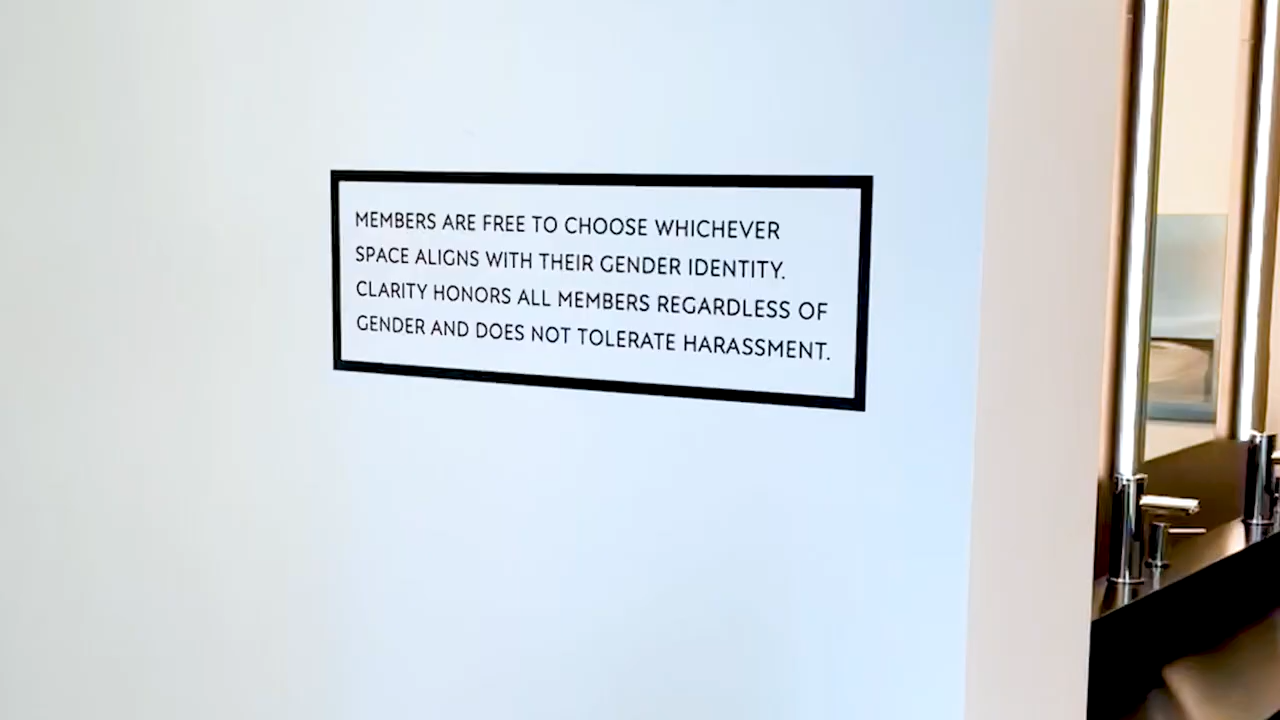 MEMBERS ARE FREE TO CHOOSE WHICHEVER
SPACE ALIGNS WITH THEIR GENDER IDENTITY.
CLARITY HONORS ALL MEMBERS REGARDLESS OF
GENDER AND DOES NOT TOLERATE HARASSMENT.